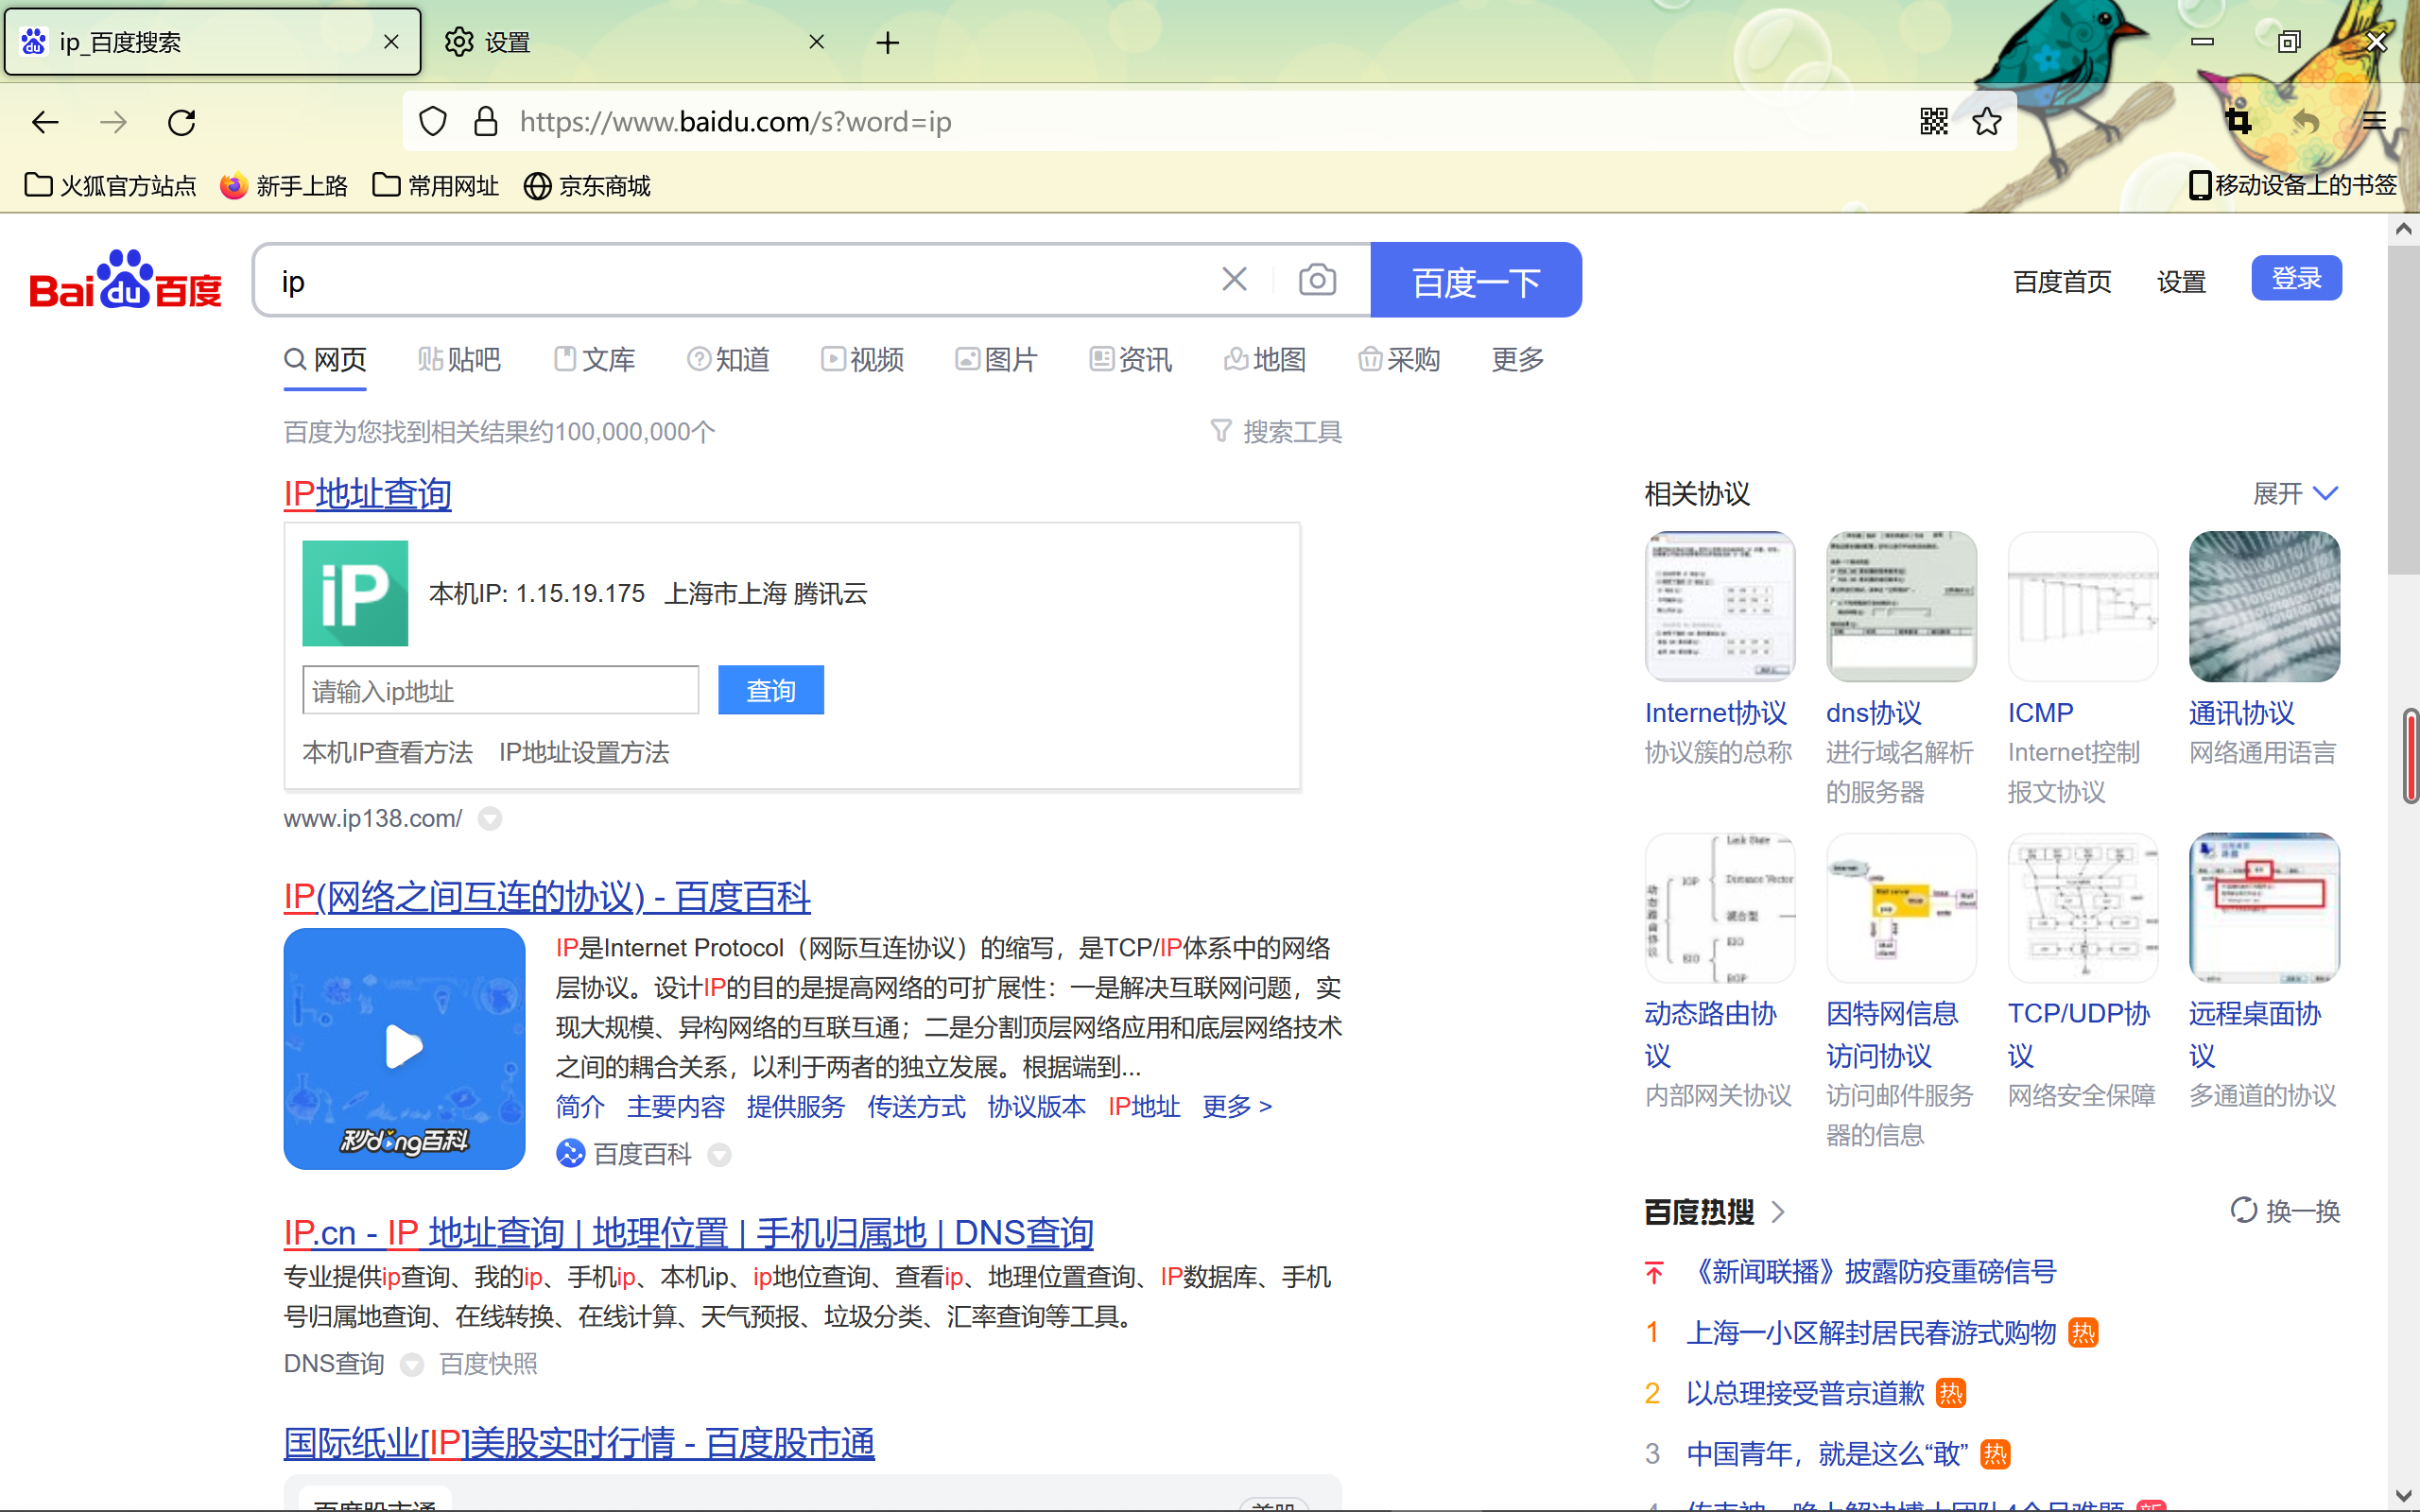 ip_百度搜索
设置
https://www.baidu.com/s?word=ip
火狐官方站点
新手上路
常用网址
京东商城
移动设备上的书签
Bai du 百度
ip
百度一下
百度首页
设置
登录
网页
贴吧
文库
知道
视频
图片
资讯
地图
采购
更多
百度为您找到相关结果约100,000,000个
搜索工具
IP地址查询
iP
本机IP: 1.15.19.175 上海市上海 腾讯云
请输入ip地址
查询
本机IP查看方法 IP地址设置方法
www.ip138.com/
IP(网络之间互连的协议) - 百度百科
IP是Internet Protocol（网际互连协议）的缩写，是TCP/IP体系中的网络
层协议。设计IP的目的是提高网络的可扩展性：一是解决互联网问题，实
现大规模、异构网络的互联互通；二是分割顶层网络应用和底层网络技术
之间的耦合关系，以利于两者的独立发展。根据端到...
简介 主要内容 提供服务 传送方式 协议版本 IP地址 更多 >
秒dǒng百科
百度百科
IP.cn - IP 地址查询 | 地理位置 | 手机归属地 | DNS查询
专业提供ip查询、我的ip、手机ip、本机ip、ip地位查询、查看ip、地理位置查询、IP数据库、手机
号归属地查询、在线转换、在线计算、天气预报、垃圾分类、汇率查询等工具。
DNS查询 百度快照
国际纸业[IP]美股实时行情 - 百度股市通
百度股市通
美股
相关协议
展开
Internet协议
协议簇的总称
dns协议
进行域名解析
的服务器
ICMP
Internet控制
报文协议
通讯协议
网络通用语言
Link State
IGP
Distance Vector
混合型
动态路由协议
EGP
BGP
动态路由协
议
内部网关协议
因特网信息
访问协议
访问邮件服务
器的信息
TCP/UDP协
议
网络安全保障
远程桌面协
议
多通道的协议
百度热搜
换一换
《新闻联播》披露防疫重磅信号
1 上海一小区解封居民春游式购物 热
2 以总理接受普京道歉 热
3 中国青年，就是这么“敢” 热
4
新